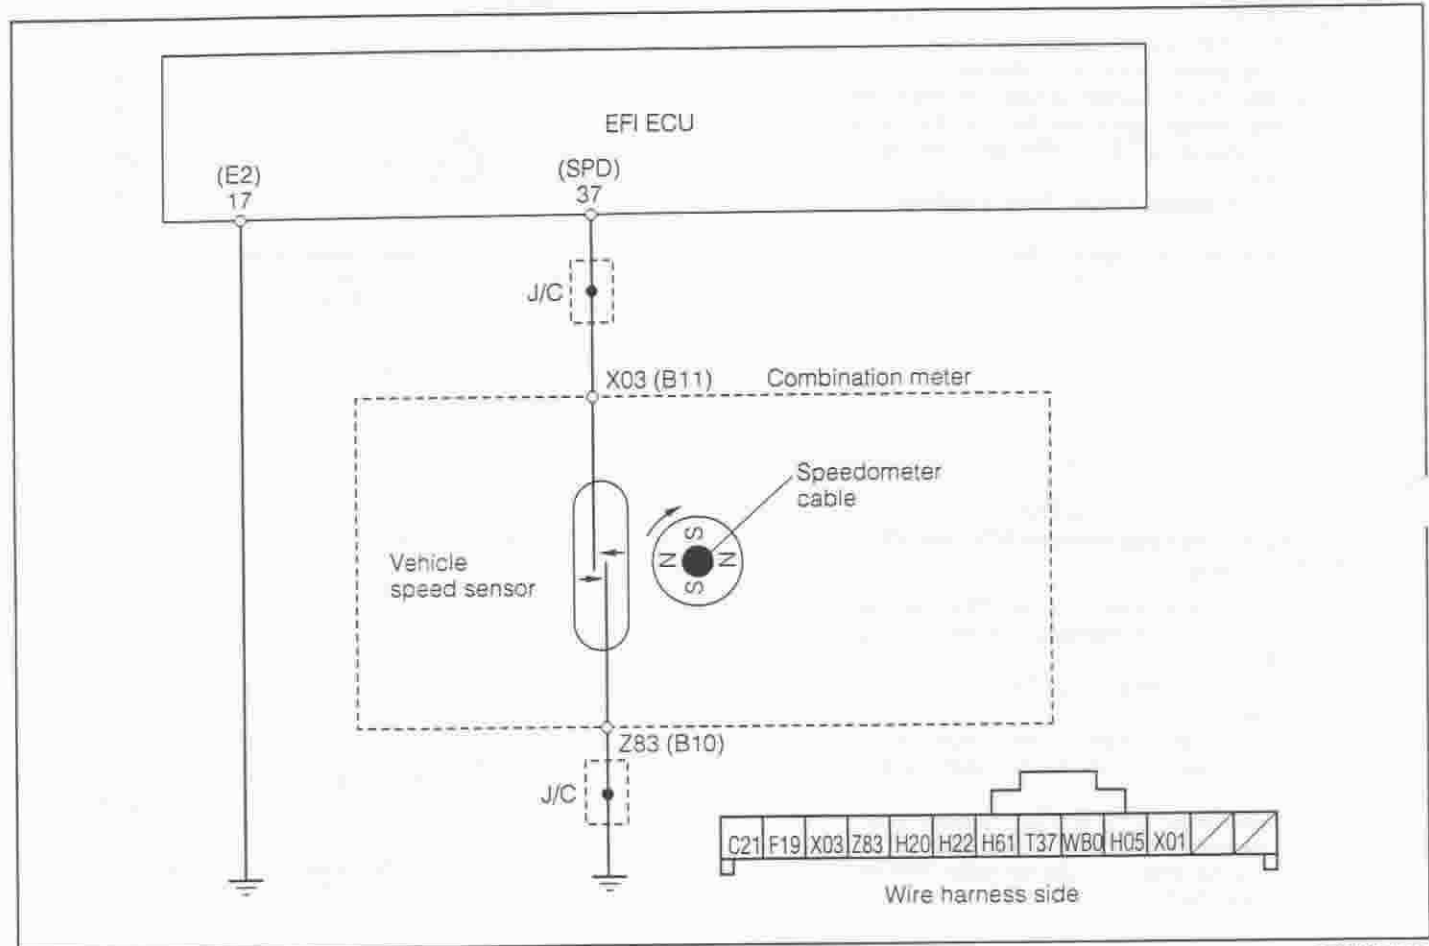 EFI ECU
(E2)
17
(SPD)
37
J/C
X03 (B11)
Combination meter
Speedometer
cable
S
N
N
S
Vehicle
speed sensor
Z83 (B10)
J/C
C21 F19 X03 Z83 H20 H22 H61 T37 WB0 H05 X01
Wire harness side